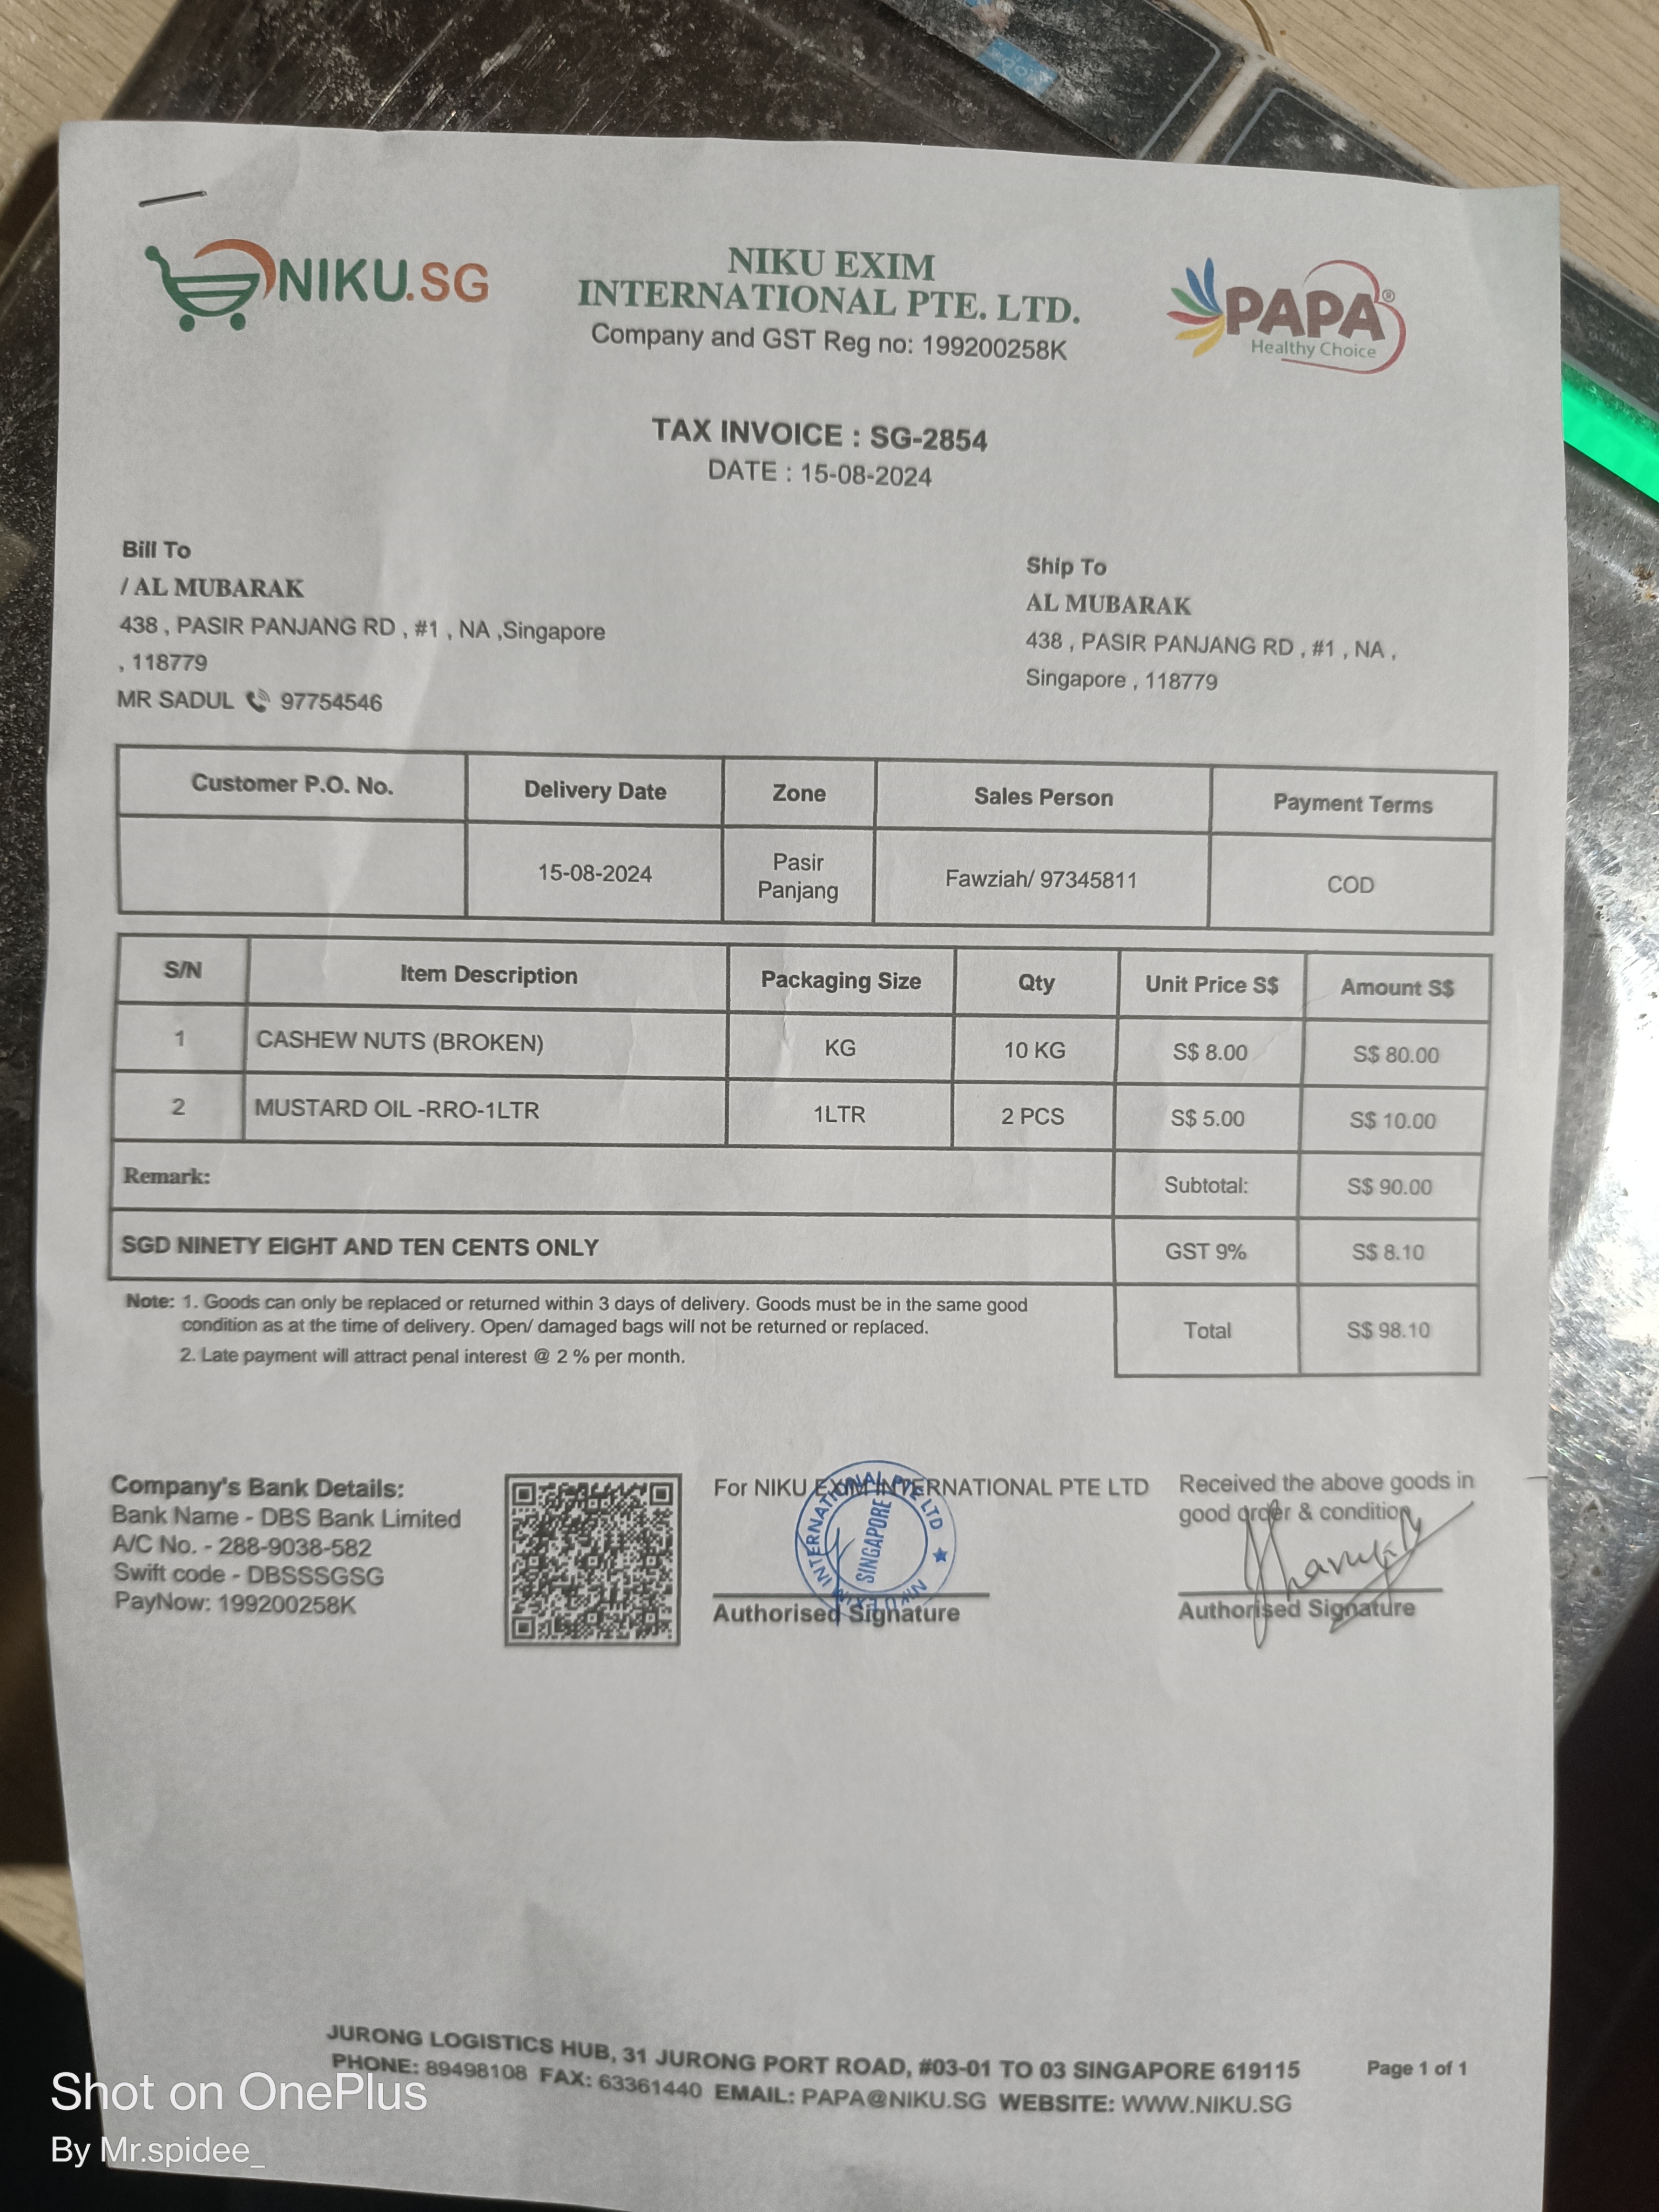 NIKU.SG
NIKU EXIM
INTERNATIONAL PTE. LTD.
Company and GST Reg no: 199200258K
PAPA®
Healthy Choice
TAX INVOICE : SG-2854
DATE : 15-08-2024
Bill To
/ AL MUBARAK
438 , PASIR PANJANG RD , #1 , NA ,Singapore
, 118779
MR SADUL 97754546
Ship To
AL MUBARAK
438 , PASIR PANJANG RD , #1 , NA ,
Singapore , 118779
Customer P.O. No. Delivery Date Zone Sales Person Payment Terms
15-08-2024 Pasir Panjang Fawziah/ 97345811 COD
S/N Item Description Packaging Size Qty Unit Price S$ Amount S$
1 CASHEW NUTS (BROKEN) KG 10 KG S$ 8.00 S$ 80.00
2 MUSTARD OIL -RRO-1LTR 1LTR 2 PCS S$ 5.00 S$ 10.00
Remark: Subtotal: S$ 90.00
SGD NINETY EIGHT AND TEN CENTS ONLY GST 9% S$ 8.10
Total S$ 98.10
Note: 1. Goods can only be replaced or returned within 3 days of delivery. Goods must be in the same good
condition as at the time of delivery. Open/ damaged bags will not be returned or replaced.
2. Late payment will attract penal interest @ 2 % per month.
Company's Bank Details:
Bank Name - DBS Bank Limited
A/C No. - 288-9038-582
Swift code - DBSSSGSG
PayNow: 199200258K
For NIKU EXIM INTERNATIONAL PTE LTD
NIKU EXIM INTERNATIONAL PTE LTD
SINGAPORE
Authorised Signature
Received the above goods in
good order & condition
Authorised Signature
JURONG LOGISTICS HUB, 31 JURONG PORT ROAD, #03-01 TO 03 SINGAPORE 619115
PHONE: 89498108 FAX: 63361440 EMAIL: PAPA@NIKU.SG WEBSITE: WWW.NIKU.SG
Page 1 of 1
Shot on OnePlus
By Mr.spidee_